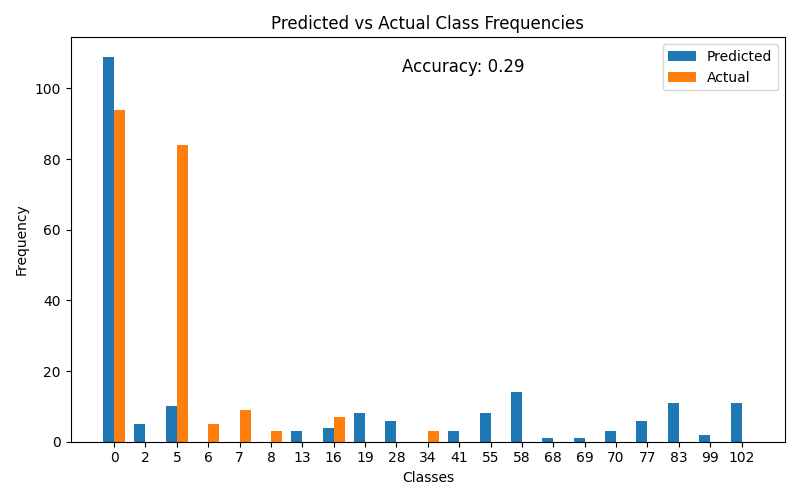 Predicted vs Actual Class Frequencies
Accuracy: 0.29
Predicted
Actual
Frequency
100
80
60
40
20
0
0 2 5 6 7 8 13 16 19 28 34 41 55 58 68 69 70 77 83 99 102
Classes